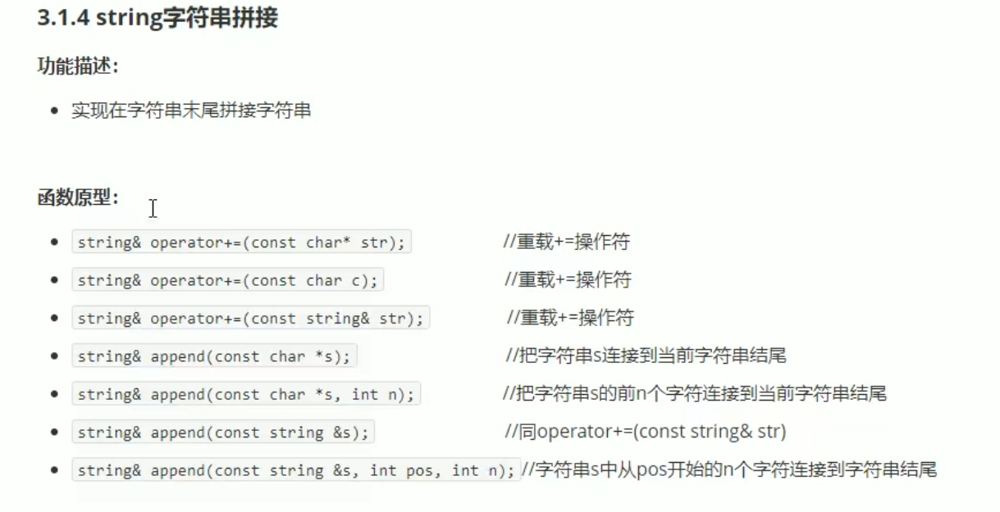 3.1.4 string字符串拼接
功能描述：
实现在字符串末尾拼接字符串
函数原型：
string& operator+=(const char* str); //重载+=操作符
string& operator+=(const char c); //重载+=操作符
string& operator+=(const string& str); //重载+=操作符
string& append(const char *s); //把字符串s连接到当前字符串结尾
string& append(const char *s, int n); //把字符串s的前n个字符连接到当前字符串结尾
string& append(const string &s); //同operator+=(const string& str)
string& append(const string &s, int pos, int n); //字符串s中从pos开始的n个字符连接到字符串结尾